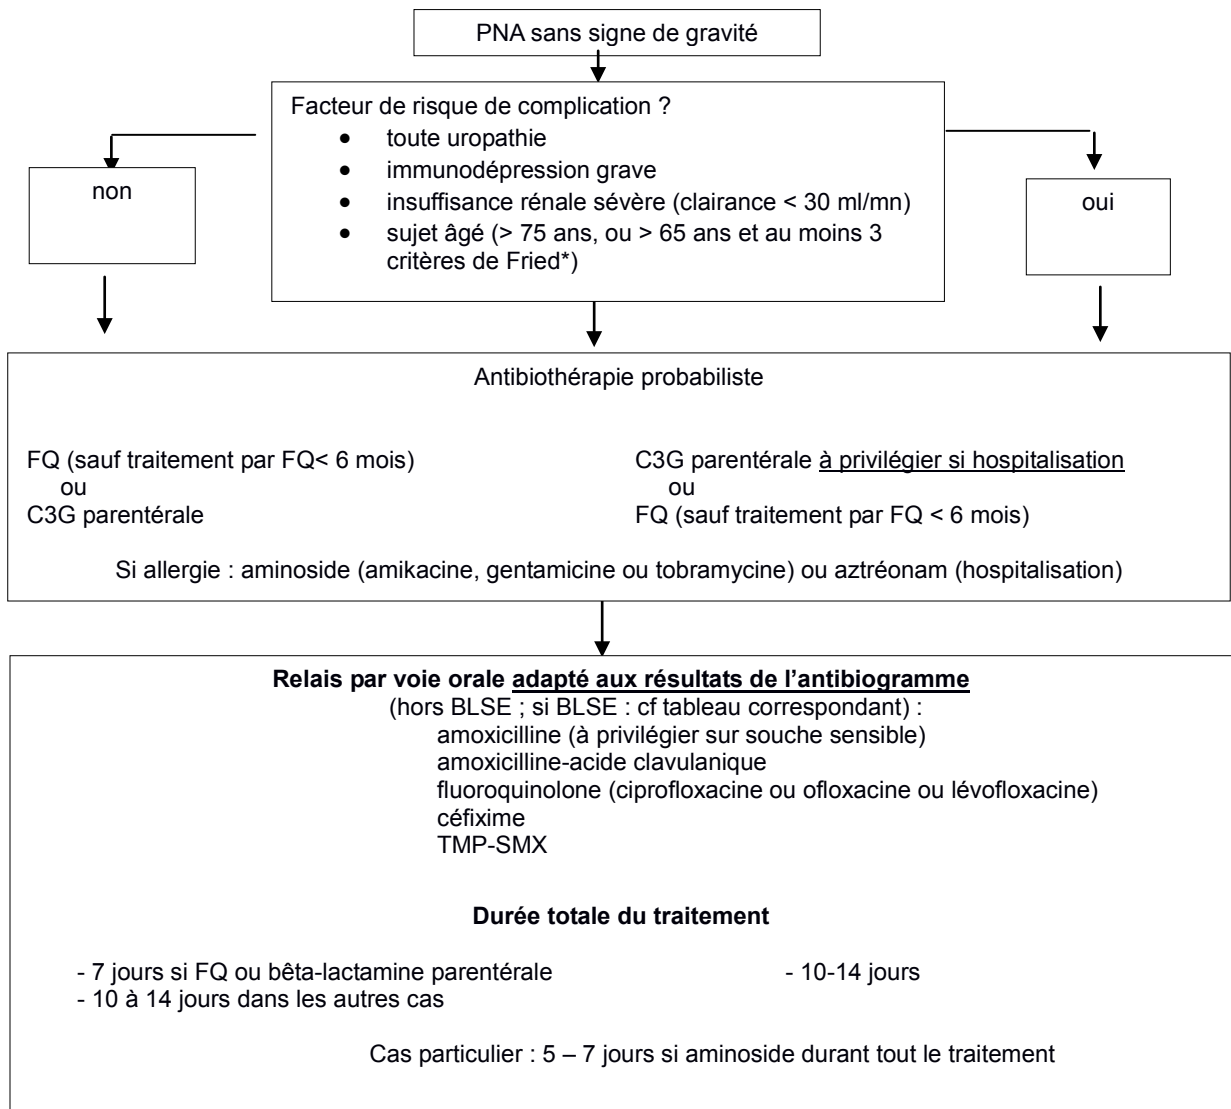 PNA sans signe de gravité
Facteur de risque de complication ?
• toute uropathie
• immunodépression grave
• insuffisance rénale sévère (clairance < 30 ml/mn)
• sujet âgé (> 75 ans, ou > 65 ans et au moins 3
critères de Fried*)
non
oui
Antibiothérapie probabiliste
FQ (sauf traitement par FQ< 6 mois)
ou
C3G parentérale
C3G parentérale à privilégier si hospitalisation
ou
FQ (sauf traitement par FQ < 6 mois)
Si allergie : aminoside (amikacine, gentamicine ou tobramycine) ou aztréonam (hospitalisation)
Relais par voie orale adapté aux résultats de l’antibiogramme
(hors BLSE ; si BLSE : cf tableau correspondant) :
amoxicilline (à privilégier sur souche sensible)
amoxicilline-acide clavulanique
fluoroquinolone (ciprofloxacine ou ofloxacine ou lévofloxacine)
céfixime
TMP-SMX
Durée totale du traitement
- 7 jours si FQ ou bêta-lactamine parentérale
- 10 à 14 jours dans les autres cas
- 10-14 jours
Cas particulier : 5 – 7 jours si aminoside durant tout le traitement